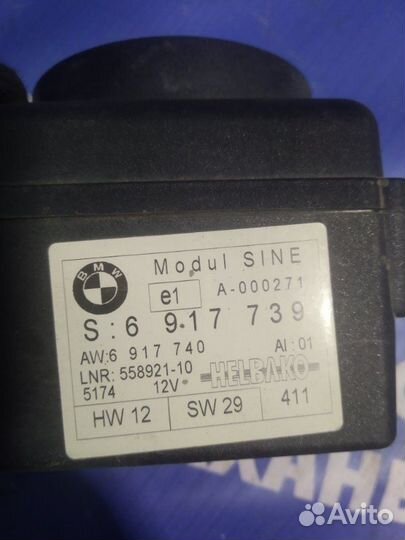 BMW
Modul SINE
e1 A-000271
S:6 917 739
AW:6 917 740 AI:01
LNR: 558921-10 HELBAKO
5174 12V
HW 12 SW 29 411
Avito